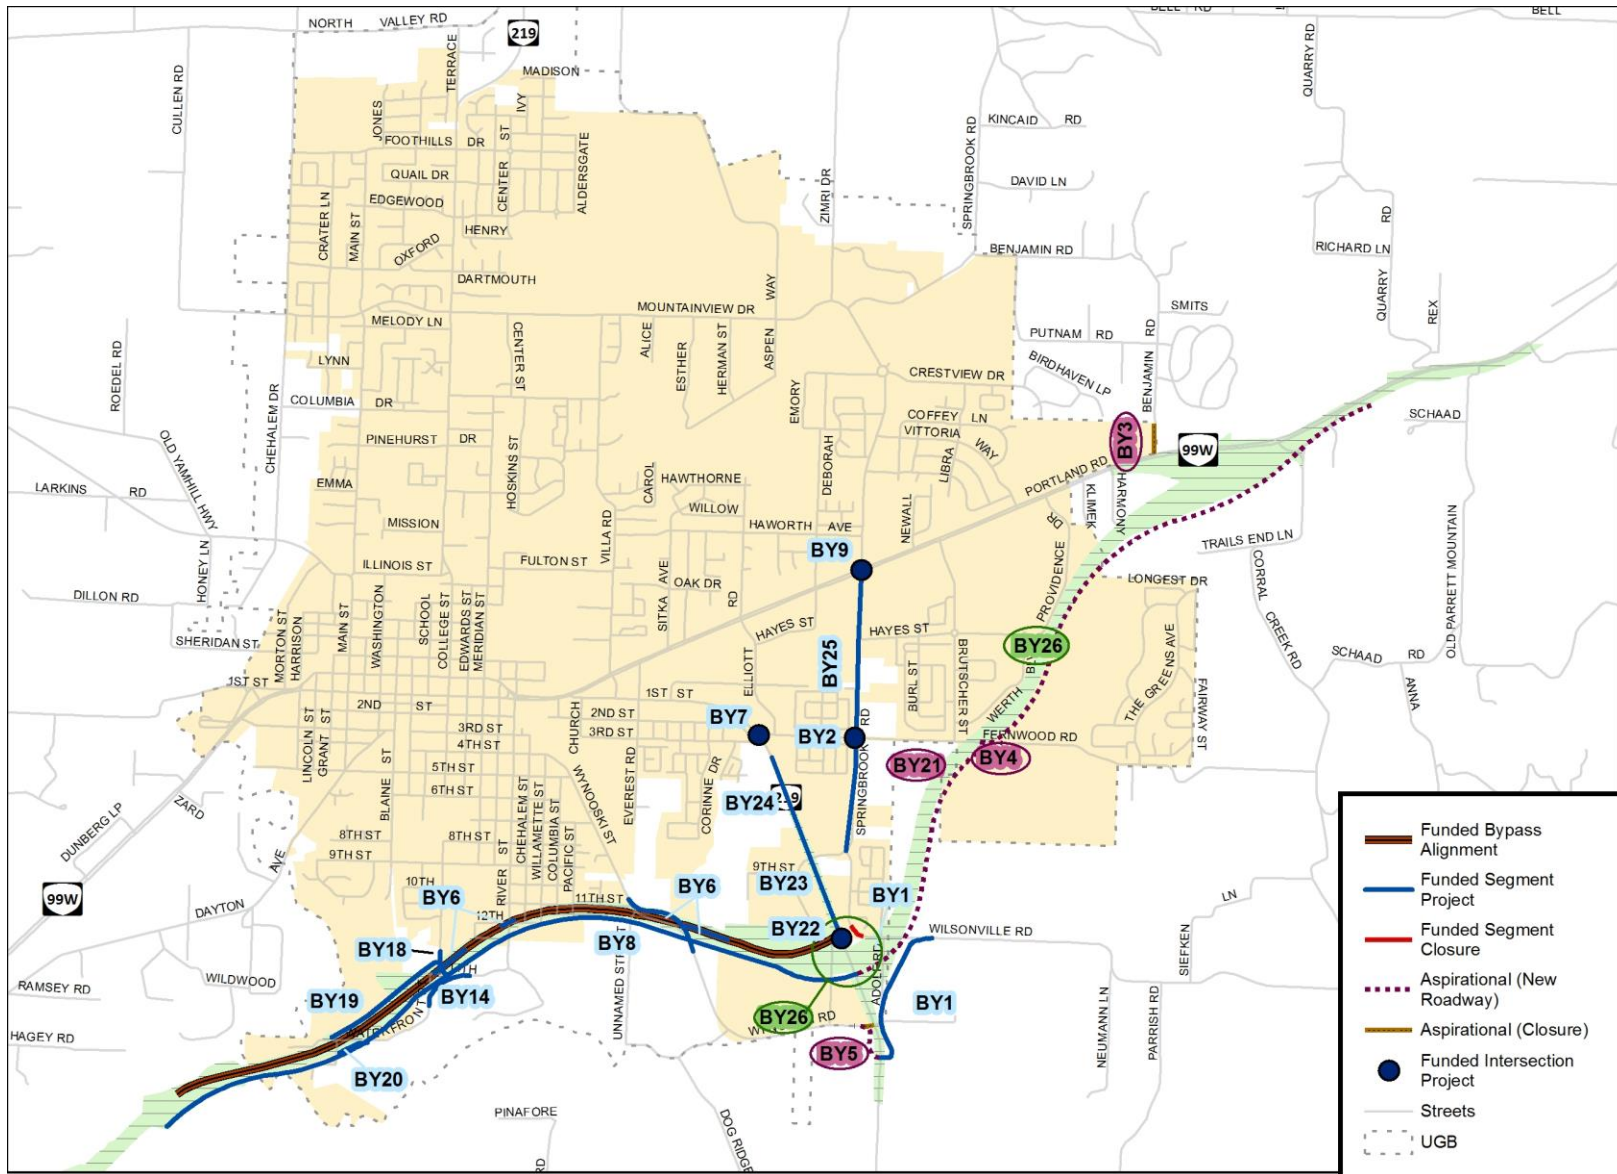 NORTH VALLEY RD
219
BELL RD
BELL
TERRACE
MADISON
CULLEN RD
JONES
IVY
FOOTHILLS DR
CENTER ST
ALDERSGATE
QUAIL DR
EDGEWOOD
HENRY
CRATER LN
MAIN ST
OXFORD
DARTMOUTH
ZIMRI DR
SPRINGBROOK RD
KINCAID RD
DAVID LN
BENJAMIN RD
QUARRY RD
RICHARD LN
RD
QUARRY
REX
SMITS
PUTNAM RD
BENJAMIN RD
BIRDHAVEN LP
MOUNTAINVIEW DR
ASPEN WAY
ALICE
ESTHER
HERMAN ST
MELODY LN
CENTER ST
LYNN
ROEDEL RD
COLUMBIA DR
CHEHALEM DR
PINEHURST DR
HOSKINS ST
EMORY
CRESTVIEW DR
COFFEY LN
VITTORIA WAY
LIBRA
DEBORAH
SCHAAD
BY3
99W
PORTLAND RD
KLIMEK
HARMONY
OLD YAMHILL HWY
LARKINS RD
EMMA
MISSION
CAROL
HAWTHORNE
WILLOW
HAWORTH AVE
NEWALL
VILLA RD
HONEY LN
ILLINOIS ST
FULTON ST
BY9
SITKA AVE
OAK DR
RD
PROVIDENCE DR
TRAILS END LN
LONGEST DR
CORRAL CREEK RD
OLD PARRETT MOUNTAIN
DILLON RD
SHERIDAN ST
MORTON ST
HARRISON
MAIN ST
WASHINGTON
SCHOOL
COLLEGE ST
EDWARDS ST
MERIDIAN ST
HAYES ST
HAYES ST
BY25
BY26
ELLIOTT
BURL ST
BRUTSCHER ST
WERTH
THE GREENS AVE
FAIRWAY ST
SCHAAD RD
ANNA
1ST ST
1ST ST
2ND ST
2ND ST
3RD ST
3RD ST
4TH ST
5TH ST
6TH ST
BY7
BY2
RD
FERNWOOD RD
BY21
BY4
LINCOLN ST
GRANT ST
BLAINE ST
CHURCH
WYNOOSKI ST
EVEREST RD
CORINNE DR
BY24
SPRINGBROOK
DUNBERG LP
ZARD
AVE
8TH ST
8TH ST
9TH ST
CHEHALEM ST
WILLAMETTE ST
COLUMBIA ST
PACIFIC ST
RIVER ST
10TH
11TH ST
12TH
9TH ST
BY23
BY1
BY6
BY6
BY22
99W
DAYTON
BY18
BY8
WILSONVILLE RD
SIEFKEN LN
WILDWOOD
RAMSEY RD
BY19
BY14
WATERFRONT
BY26
BY1
BY5
HAGEY RD
BY20
NEUMANN LN
PARRISH RD
PINAFORE
RD
Funded Bypass
Alignment
Funded Segment
Project
Funded Segment
Closure
Aspirational (New
Roadway)
Aspirational (Closure)
Funded Intersection
Project
Streets
UGB